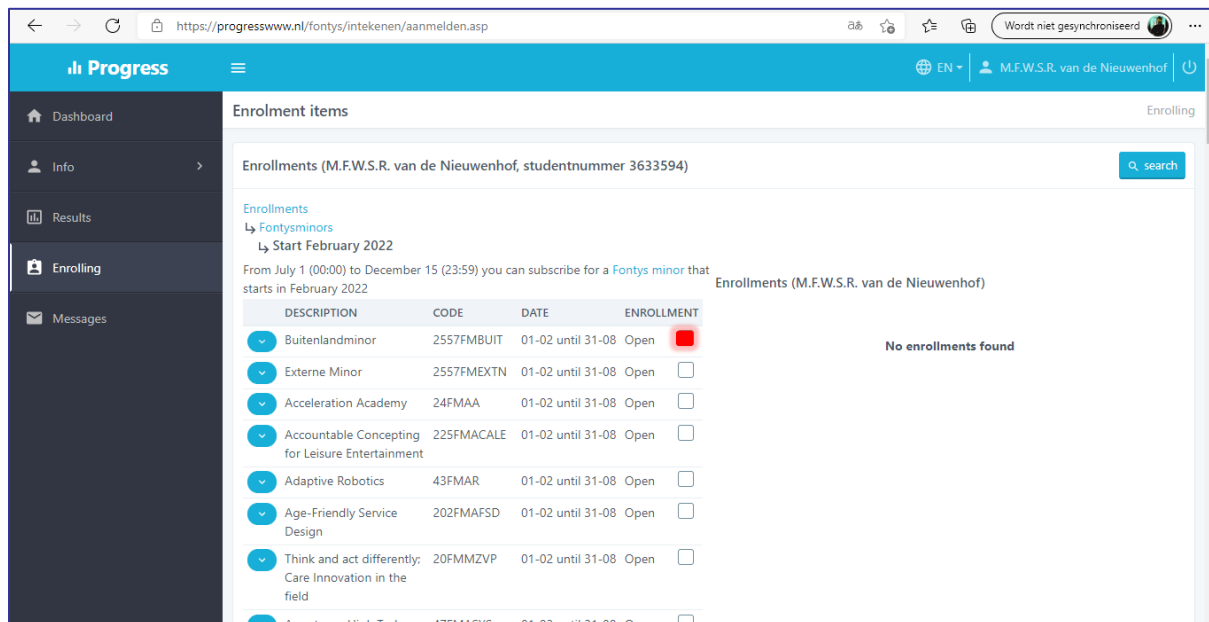 https://progresswww.nl/fontys/intekenen/aanmelden.asp
aあ
Wordt niet gesynchroniseerd
Progress
EN
M.F.W.S.R. van de Nieuwenhof
Dashboard
Info
Results
Enrolling
Messages
Enrolment items
Enrolling
Enrollments (M.F.W.S.R. van de Nieuwenhof, studentnummer 3633594)
search
Enrollments
Fontysminors
Start February 2022
From July 1 (00:00) to December 15 (23:59) you can subscribe for a Fontys minor that
starts in February 2022
DESCRIPTION CODE DATE ENROLLMENT
Buitenlandminor 2557FMBUIT 01-02 until 31-08 Open
Externe Minor 2557FMEXTN 01-02 until 31-08 Open
Acceleration Academy 24FMAA 01-02 until 31-08 Open
Accountable Concepting 225FMACALE 01-02 until 31-08 Open
for Leisure Entertainment
Adaptive Robotics 43FMAR 01-02 until 31-08 Open
Age-Friendly Service 202FMAFSD 01-02 until 31-08 Open
Design
Think and act differently; 20FMMZVP 01-02 until 31-08 Open
Care Innovation in the
field
Enrollments (M.F.W.S.R. van de Nieuwenhof)
No enrollments found